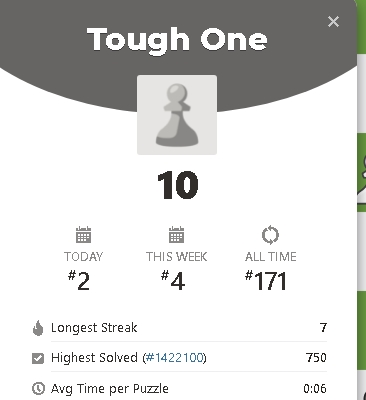 Tough One
×
10
TODAY THIS WEEK ALL TIME
#2 #4 #171
Longest Streak 7
Highest Solved (#1422100) 750
Avg Time per Puzzle 0:06